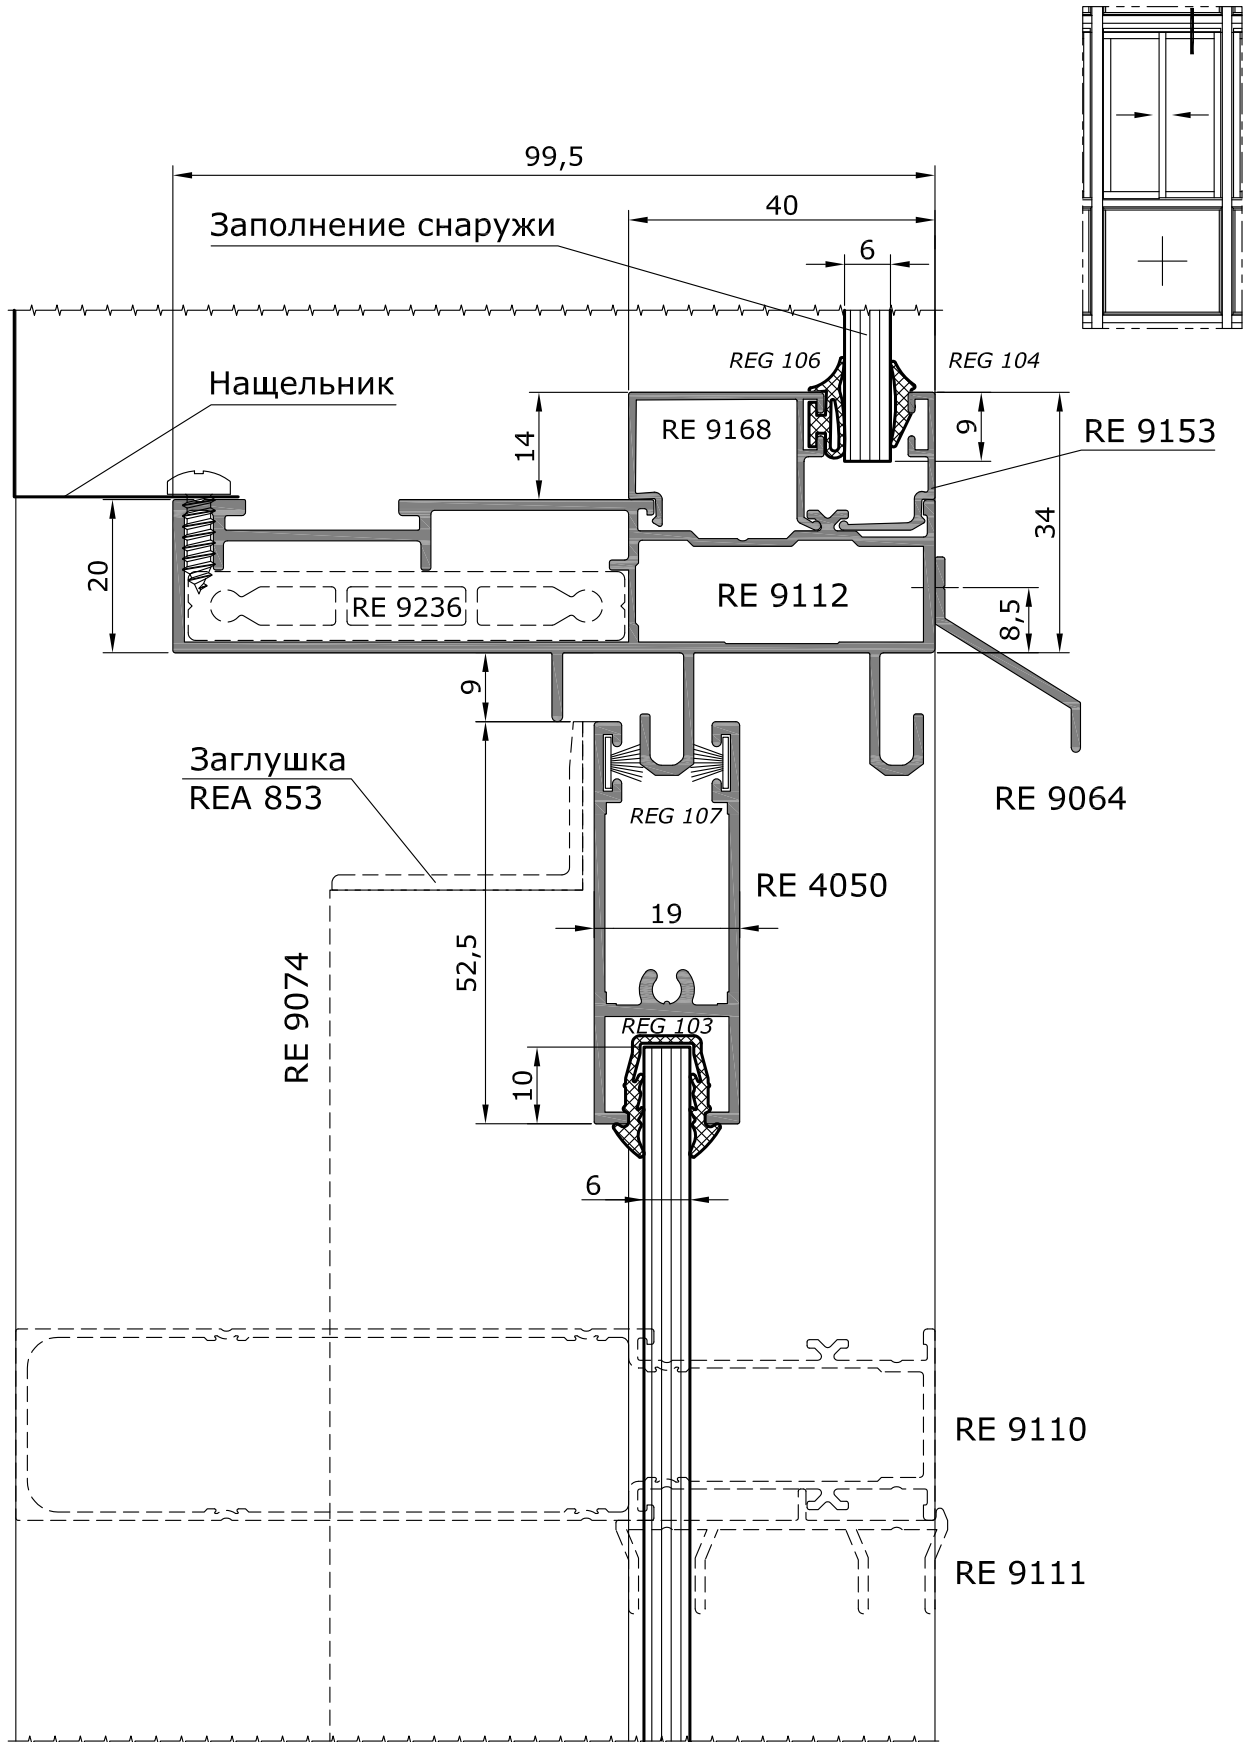 99,5
40
Заполнение снаружи
6
REG 106
REG 104
Нащельник
14
RE 9168
9
RE 9153
34
20
RE 9236
RE 9112
8,5
9
Заглушка
REA 853
RE 9064
REG 107
RE 4050
19
52,5
RE 9074
REG 103
10
6
RE 9110
RE 9111